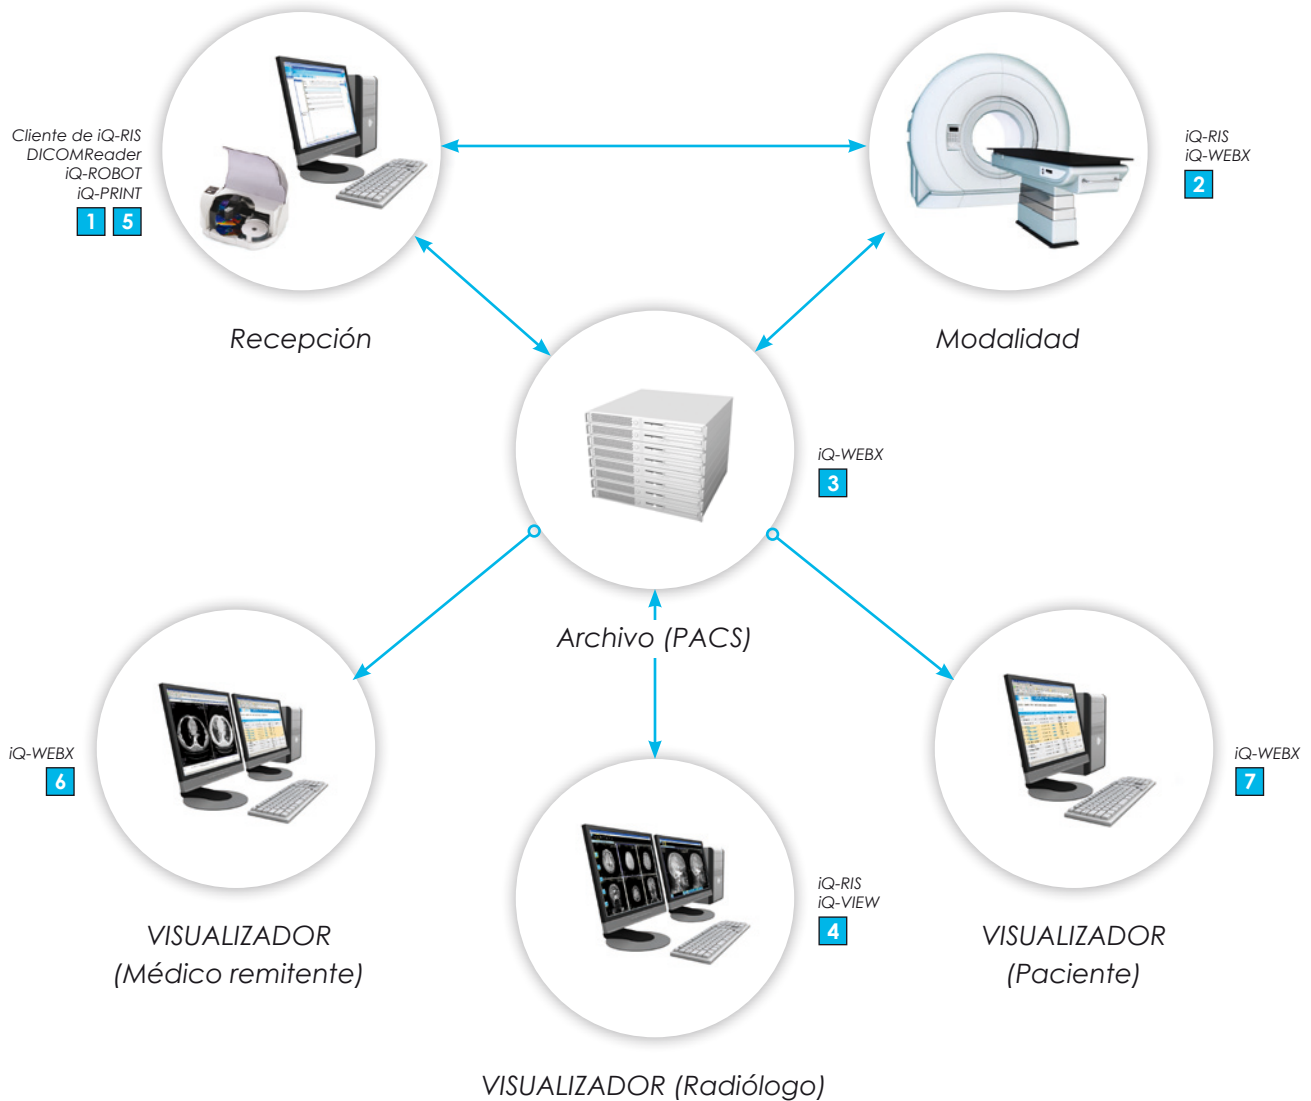 Cliente de iQ-RIS
DICOMReader
iQ-ROBOT
iQ-PRINT
1 5
Recepción
iQ-RIS
iQ-WEBX
2
Modalidad
iQ-WEBX
3
Archivo (PACS)
iQ-WEBX
6
VISUALIZADOR
(Médico remitente)
iQ-RIS
iQ-VIEW
4
VISUALIZADOR (Radiólogo)
iQ-WEBX
7
VISUALIZADOR
(Paciente)